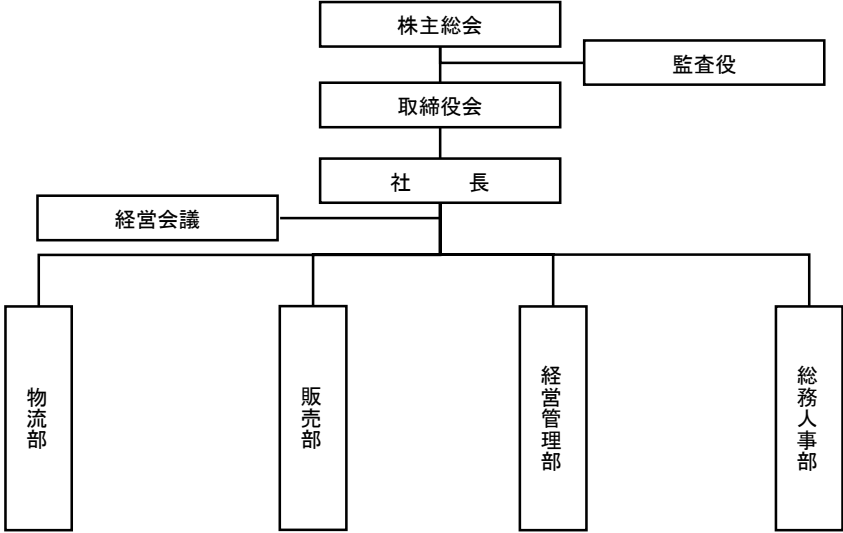 株主総会
監査役
取締役会
社　　長
経営会議
物流部
販売部
経営管理部
総務人事部